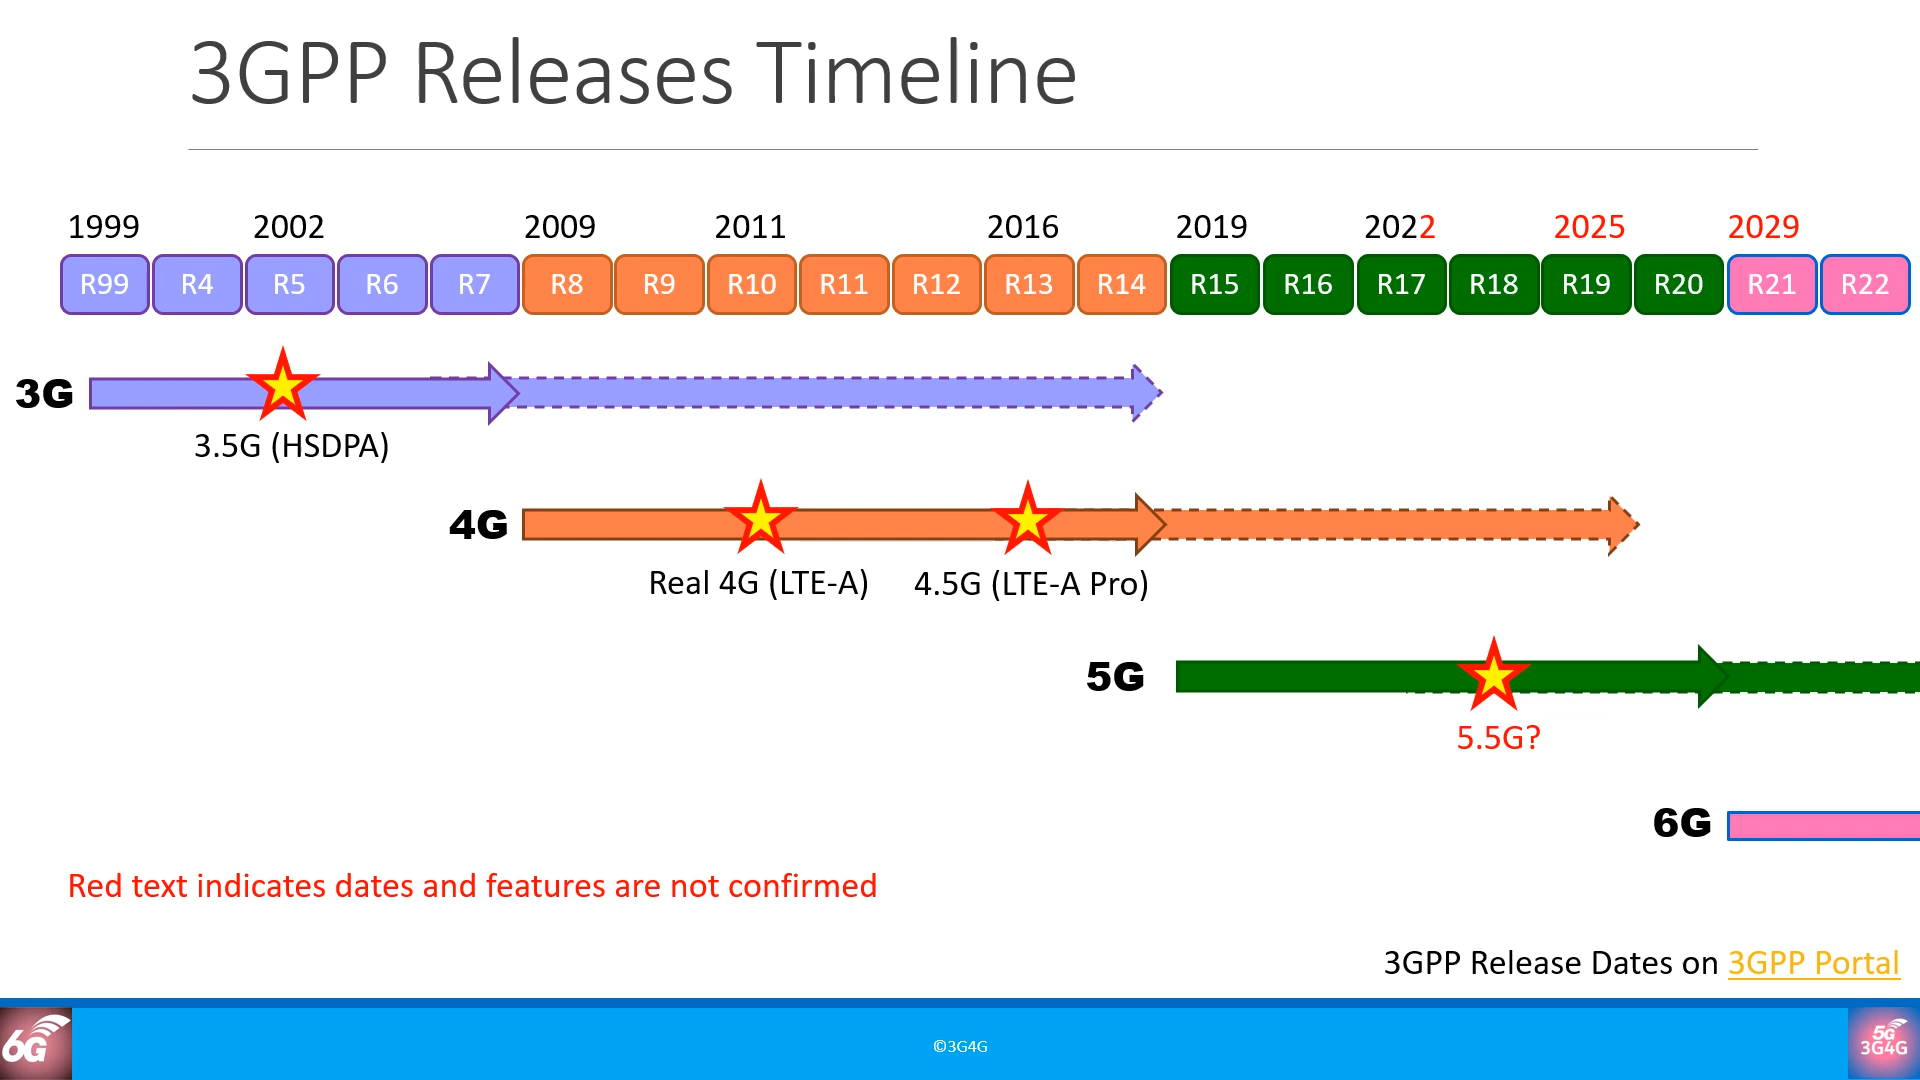 3GPP Releases Timeline
1999 2002 2009 2011 2016 2019 2022 2025 2029
R99 R4 R5 R6 R7 R8 R9 R10 R11 R12 R13 R14 R15 R16 R17 R18 R19 R20 R21 R22
3G
3.5G (HSDPA)
4G
Real 4G (LTE-A) 4.5G (LTE-A Pro)
5G
5.5G?
6G
Red text indicates dates and features are not confirmed
3GPP Release Dates on 3GPP Portal
6G
©3G4G
5G
3G4G